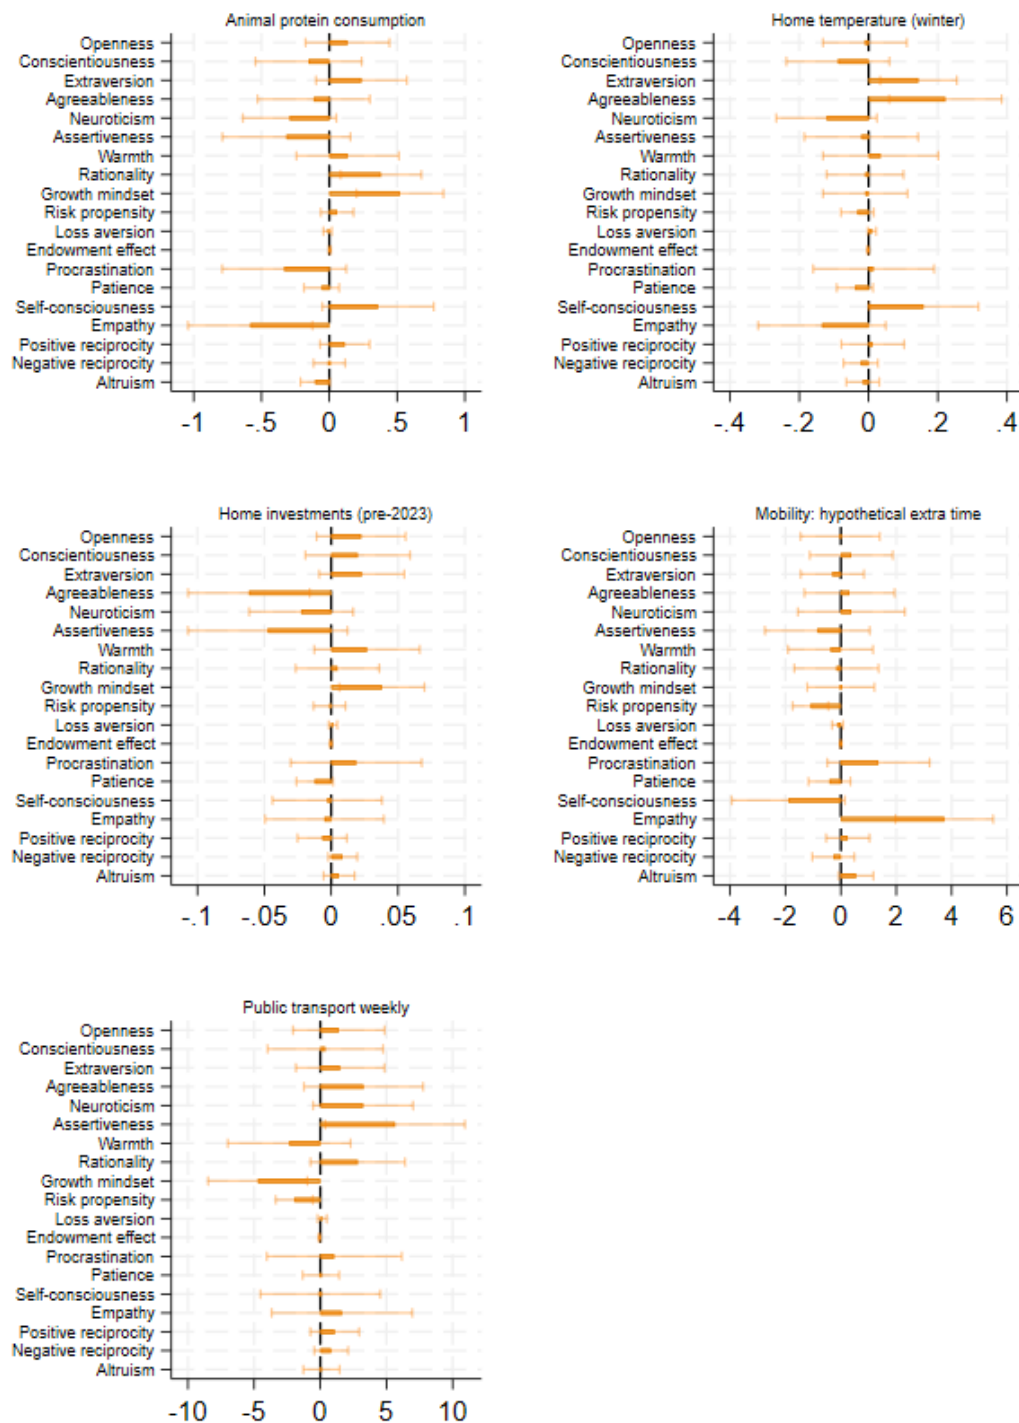 Animal protein consumption
Openness
Conscientiousness
Extraversion
Agreeableness
Neuroticism
Assertiveness
Warmth
Rationality
Growth mindset
Risk propensity
Loss aversion
Endowment effect
Procrastination
Patience
Self-consciousness
Empathy
Positive reciprocity
Negative reciprocity
Altruism
-1 -.5 0 .5 1
Home temperature (winter)
Openness
Conscientiousness
Extraversion
Agreeableness
Neuroticism
Assertiveness
Warmth
Rationality
Growth mindset
Risk propensity
Loss aversion
Endowment effect
Procrastination
Patience
Self-consciousness
Empathy
Positive reciprocity
Negative reciprocity
Altruism
-.4 -.2 0 .2 .4
Home investments (pre-2023)
Openness
Conscientiousness
Extraversion
Agreeableness
Neuroticism
Assertiveness
Warmth
Rationality
Growth mindset
Risk propensity
Loss aversion
Endowment effect
Procrastination
Patience
Self-consciousness
Empathy
Positive reciprocity
Negative reciprocity
Altruism
-.1 -.05 0 .05 .1
Mobility: hypothetical extra time
Openness
Conscientiousness
Extraversion
Agreeableness
Neuroticism
Assertiveness
Warmth
Rationality
Growth mindset
Risk propensity
Loss aversion
Endowment effect
Procrastination
Patience
Self-consciousness
Empathy
Positive reciprocity
Negative reciprocity
Altruism
-4 -2 0 2 4 6
Public transport weekly
Openness
Conscientiousness
Extraversion
Agreeableness
Neuroticism
Assertiveness
Warmth
Rationality
Growth mindset
Risk propensity
Loss aversion
Endowment effect
Procrastination
Patience
Self-consciousness
Empathy
Positive reciprocity
Negative reciprocity
Altruism
-10 -5 0 5 10